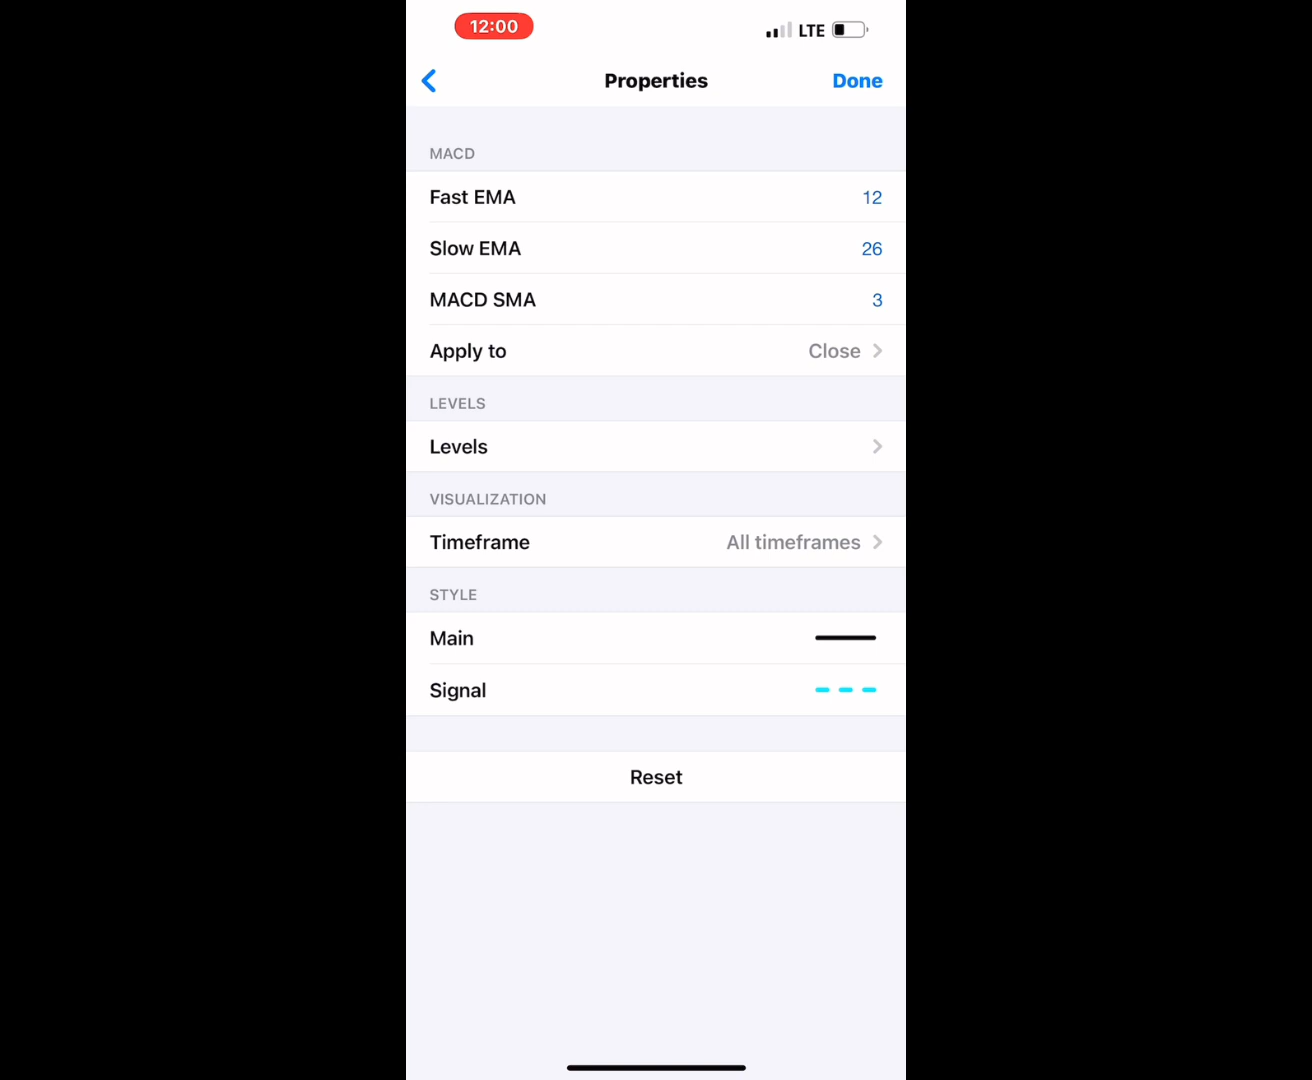 12:00
LTE
Properties
Done
MACD
Fast EMA 12
Slow EMA 26
MACD SMA 3
Apply to Close
LEVELS
Levels
VISUALIZATION
Timeframe All timeframes
STYLE
Main
Signal
Reset